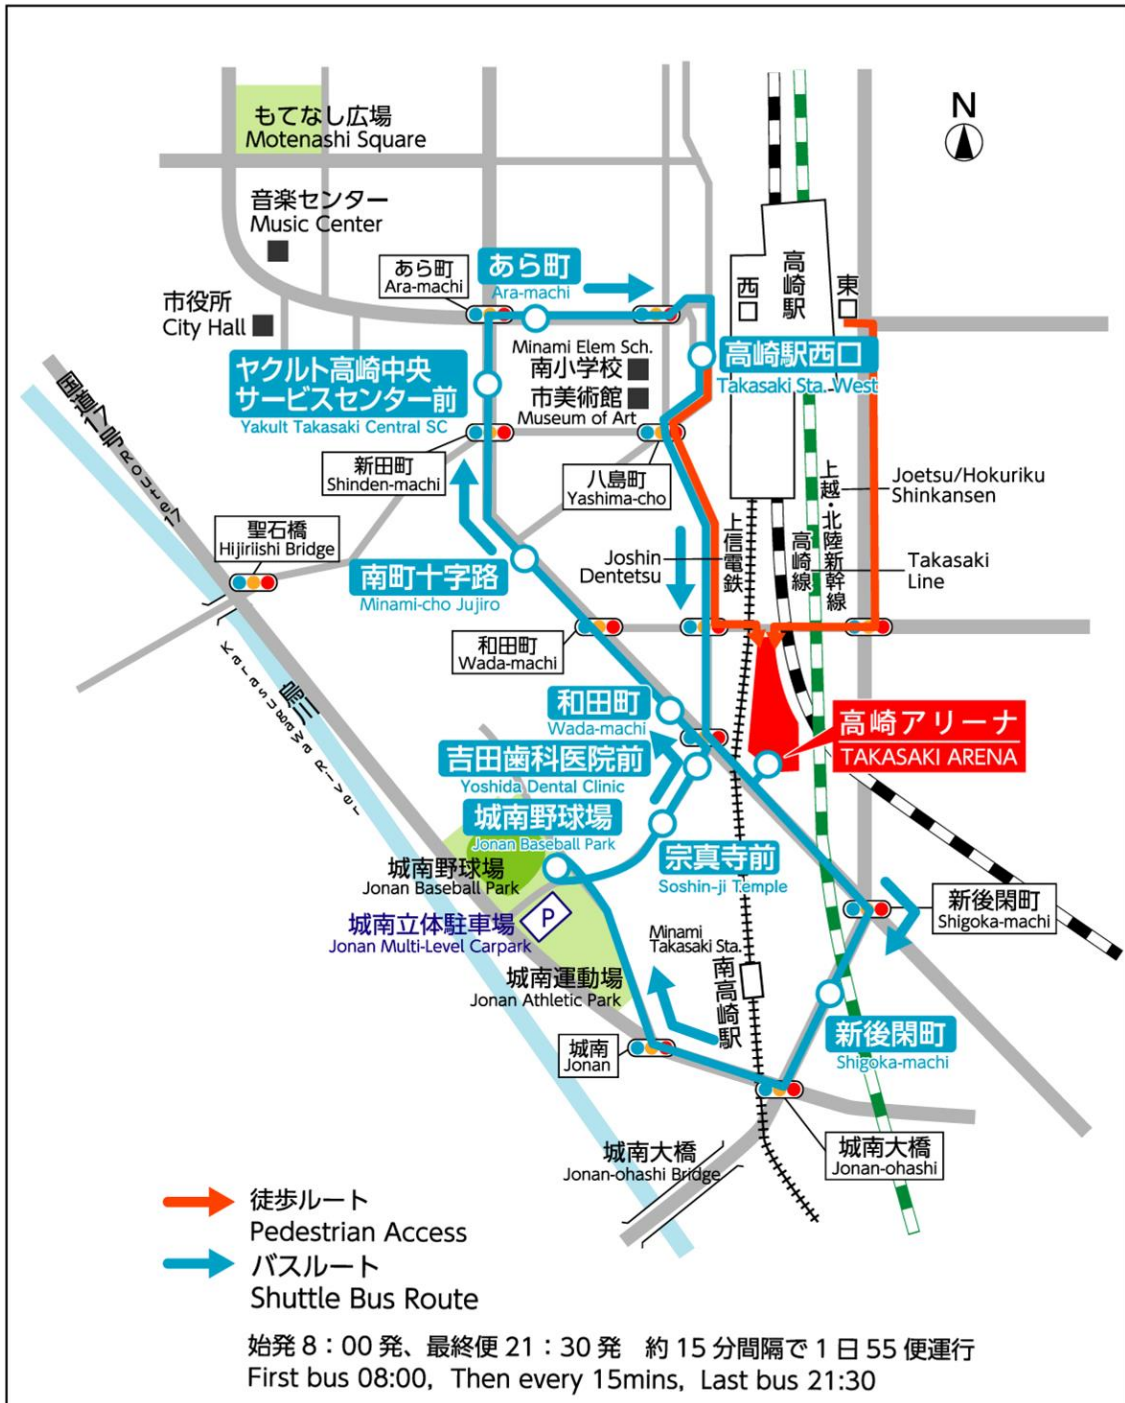 もてなし広場
Motenashi Square
N
音楽センター
Music Center
市役所
City Hall
あら町
Ara-machi
あら町
Ara-machi
西口
高崎駅
東口
高崎駅西口
Takasaki Sta. West
Minami Elem Sch.
南小学校
市美術館
Museum of Art
ヤクルト高崎中央
サービスセンター前
Yakult Takasaki Central SC
国道17号 Route 17
新田町
Shinden-machi
八島町
Yashima-cho
聖石橋
Hijiriishi Bridge
南町十字路
Minami-cho Jujiro
Joshin
Dentetsu
上信電鉄
高崎線
上越・北陸新幹線
Joetsu/Hokuriku
Shinkansen
Takasaki
Line
和田町
Wada-machi
烏川
Karasugawa River
和田町
Wada-machi
高崎アリーナ
TAKASAKI ARENA
吉田歯科医院前
Yoshida Dental Clinic
城南野球場
Jonan Baseball Park
宗真寺前
Soshin-ji Temple
城南野球場
Jonan Baseball Park
P
城南立体駐車場
Jonan Multi-Level Carpark
新後閑町
Shigoka-machi
Minami
Takasaki Sta.
南高崎駅
城南運動場
Jonan Athletic Park
新後閑町
Shigoka-machi
城南
Jonan
城南大橋
Jonan-ohashi Bridge
城南大橋
Jonan-ohashi
徒歩ルート
Pedestrian Access
バスルート
Shuttle Bus Route
始発 8：00 発、最終便 21：30 発　約 15 分間隔で 1 日 55 便運行
First bus 08:00, Then every 15mins, Last bus 21:30